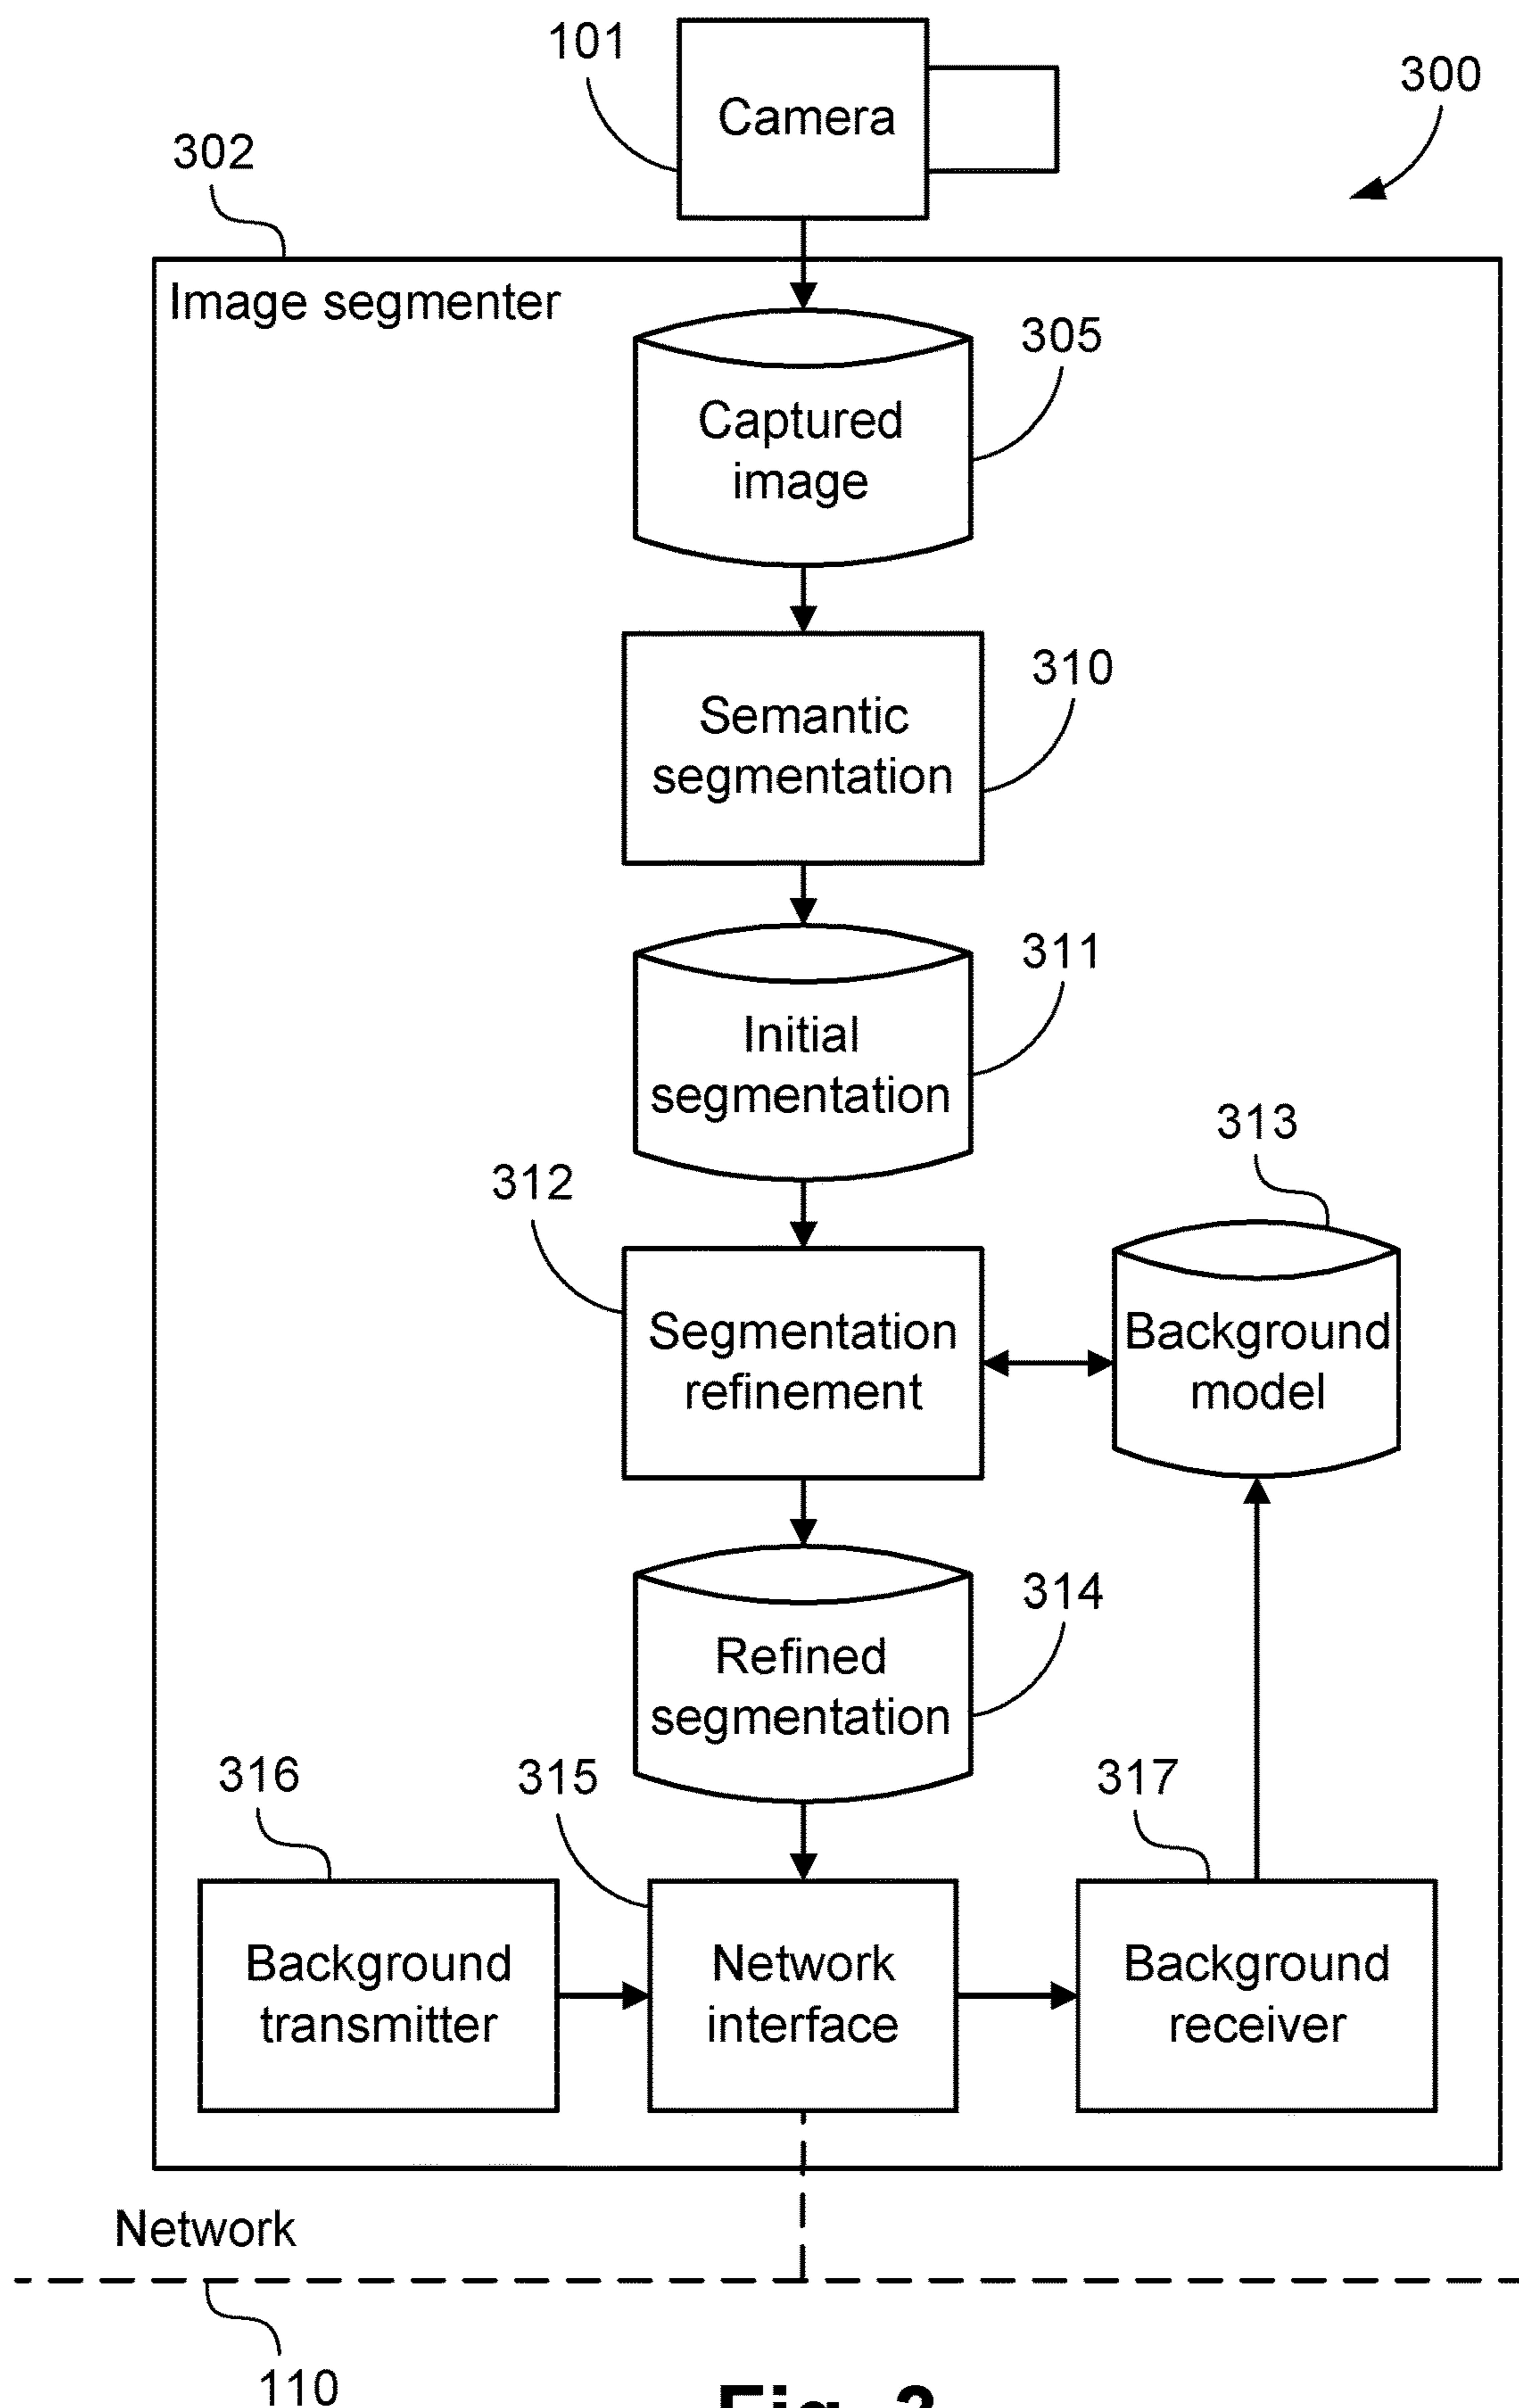 101
Camera
300
302
Image segmenter
305
Captured
image
310
Semantic
segmentation
311
Initial
segmentation
313
312
Segmentation
refinement
Background
model
314
Refined
segmentation
316
315
317
Background
transmitter
Network
interface
Background
receiver
Network
110